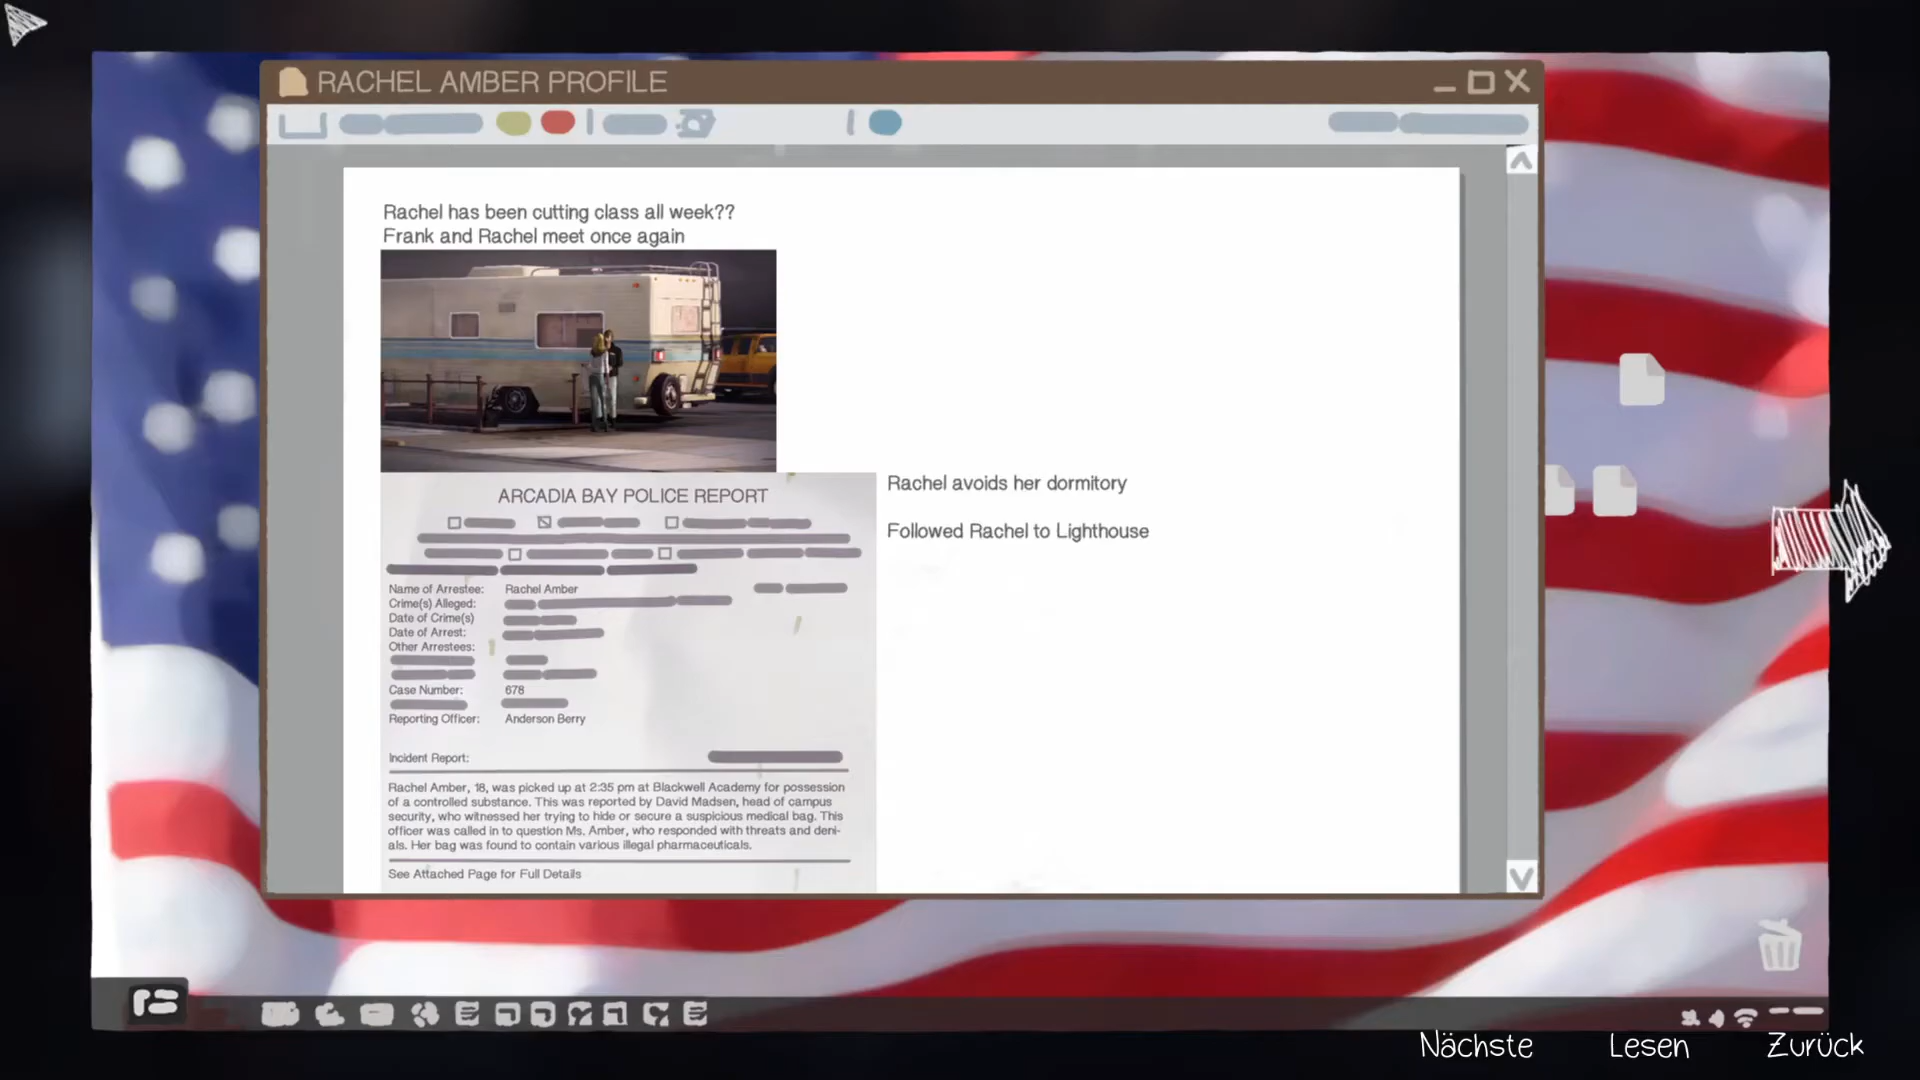 RACHEL AMBER PROFILE
Rachel has been cutting class all week??
Frank and Rachel meet once again
ARCADIA BAY POLICE REPORT
Name of Arrestee: Rachel Amber
Crime(s) Alleged:
Date of Crime(s)
Date of Arrest:
Other Arrestees:
Case Number: 678
Reporting Officer: Anderson Berry
Incident Report:
Rachel Amber, 18, was picked up at 2:35 pm at Blackwell Academy for possession
of a controlled substance. This was reported by David Madsen, head of campus
security, who witnessed her trying to hide or secure a suspicious medical bag. This
officer was called in to question Ms. Amber, who responded with threats and deni-
als. Her bag was found to contain various illegal pharmaceuticals.
See Attached Page for Full Details
Rachel avoids her dormitory
Followed Rachel to Lighthouse
Nächste Lesen Zurück